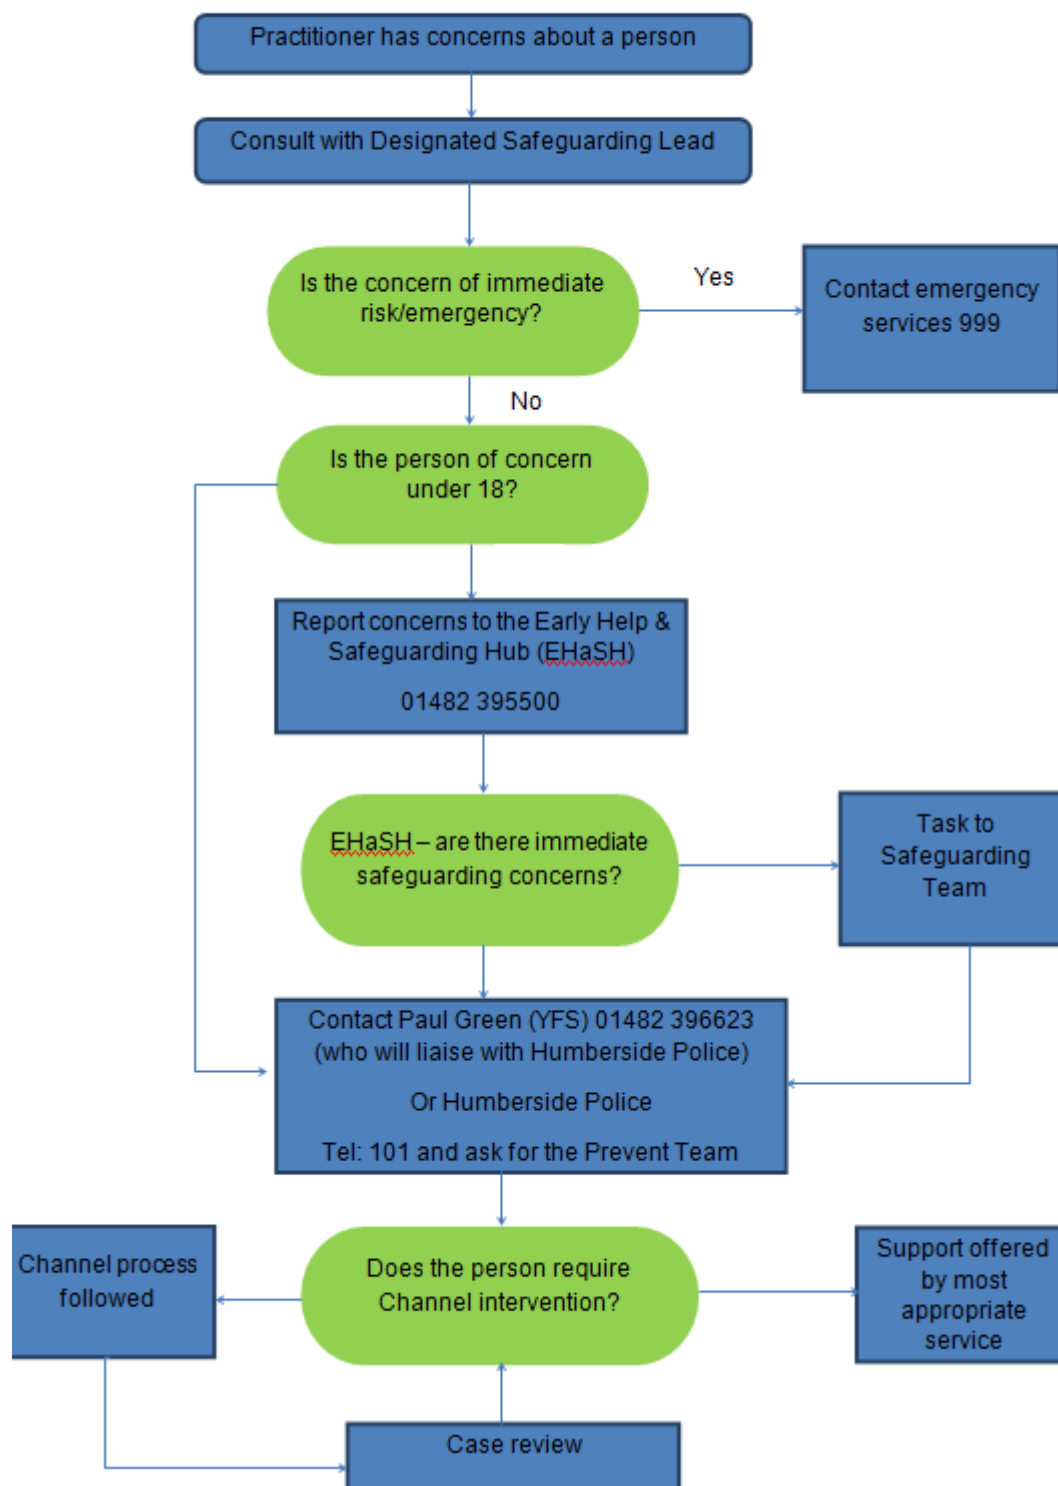 Practitioner has concerns about a person
Consult with Designated Safeguarding Lead
Is the concern of immediate
risk/emergency?
Yes
Contact emergency
services 999
No
Is the person of concern
under 18?
Report concerns to the Early Help &
Safeguarding Hub (EHaSH)
01482 395500
EHaSH – are there immediate
safeguarding concerns?
Task to
Safeguarding
Team
Contact Paul Green (YFS) 01482 396623
(who will liaise with Humberside Police)
Or Humberside Police
Tel: 101 and ask for the Prevent Team
Channel process
followed
Does the person require
Channel intervention?
Support offered
by most
appropriate
service
Case review